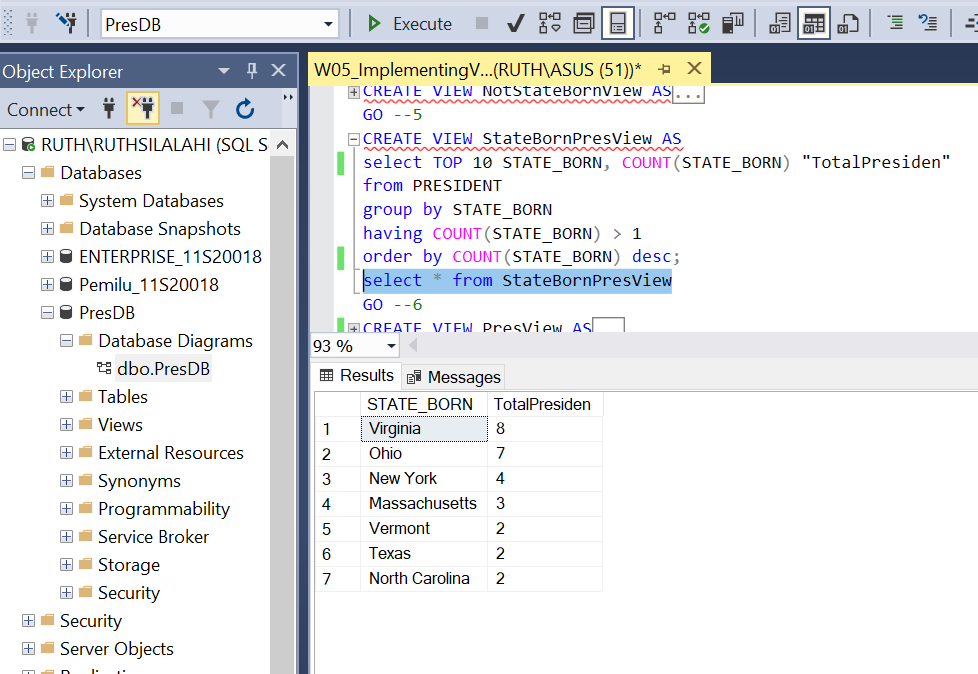 PresDB
Execute
Object Explorer
Connect
RUTH\RUTHSILALAHI (SQL S
Databases
System Databases
Database Snapshots
ENTERPRISE_11S20018
Pemilu_11S20018
PresDB
Database Diagrams
dbo.PresDB
Tables
Views
External Resources
Synonyms
Programmability
Service Broker
Storage
Security
Security
Server Objects
W05_ImplementingV...(RUTH\ASUS (51))*
CREATE VIEW NotStateBornView AS...
GO --5
CREATE VIEW StateBornPresView AS
select TOP 10 STATE_BORN, COUNT(STATE_BORN) "TotalPresiden"
from PRESIDENT
group by STATE_BORN
having COUNT(STATE_BORN) > 1
order by COUNT(STATE_BORN) desc;
select * from StateBornPresView
GO --6
CREATE VIEW PresView AS
93 %
Results Messages
STATE_BORN TotalPresiden
1 Virginia 8
2 Ohio 7
3 New York 4
4 Massachusetts 3
5 Vermont 2
6 Texas 2
7 North Carolina 2